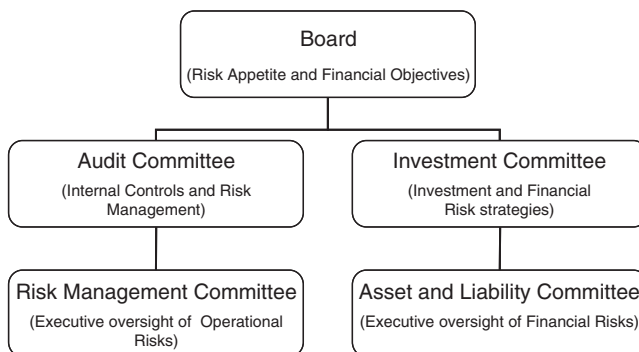 Board
(Risk Appetite and Financial Objectives)
Audit Committee
(Internal Controls and Risk
Management)
Investment Committee
(Investment and Financial
Risk strategies)
Risk Management Committee
(Executive oversight of Operational
Risks)
Asset and Liability Committee
(Executive oversight of Financial Risks)